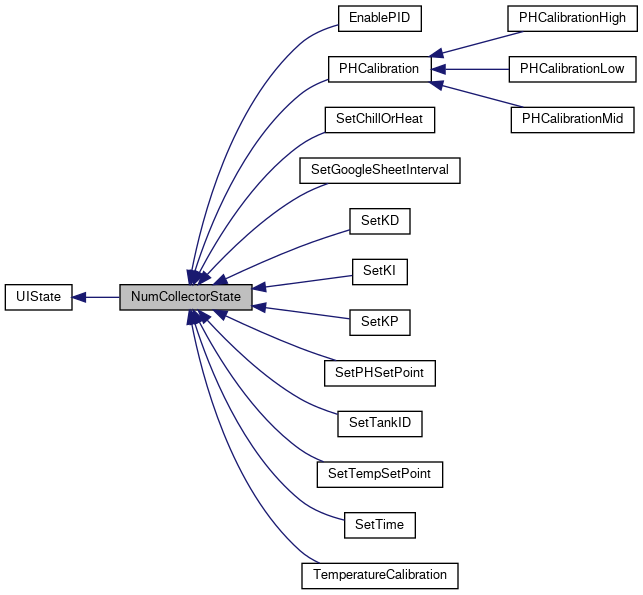 EnablePID
PHCalibrationHigh
PHCalibration
PHCalibrationLow
PHCalibrationMid
SetChillOrHeat
SetGoogleSheetInterval
SetKD
SetKI
UIState
NumCollectorState
SetKP
SetPHSetPoint
SetTankID
SetTempSetPoint
SetTime
TemperatureCalibration